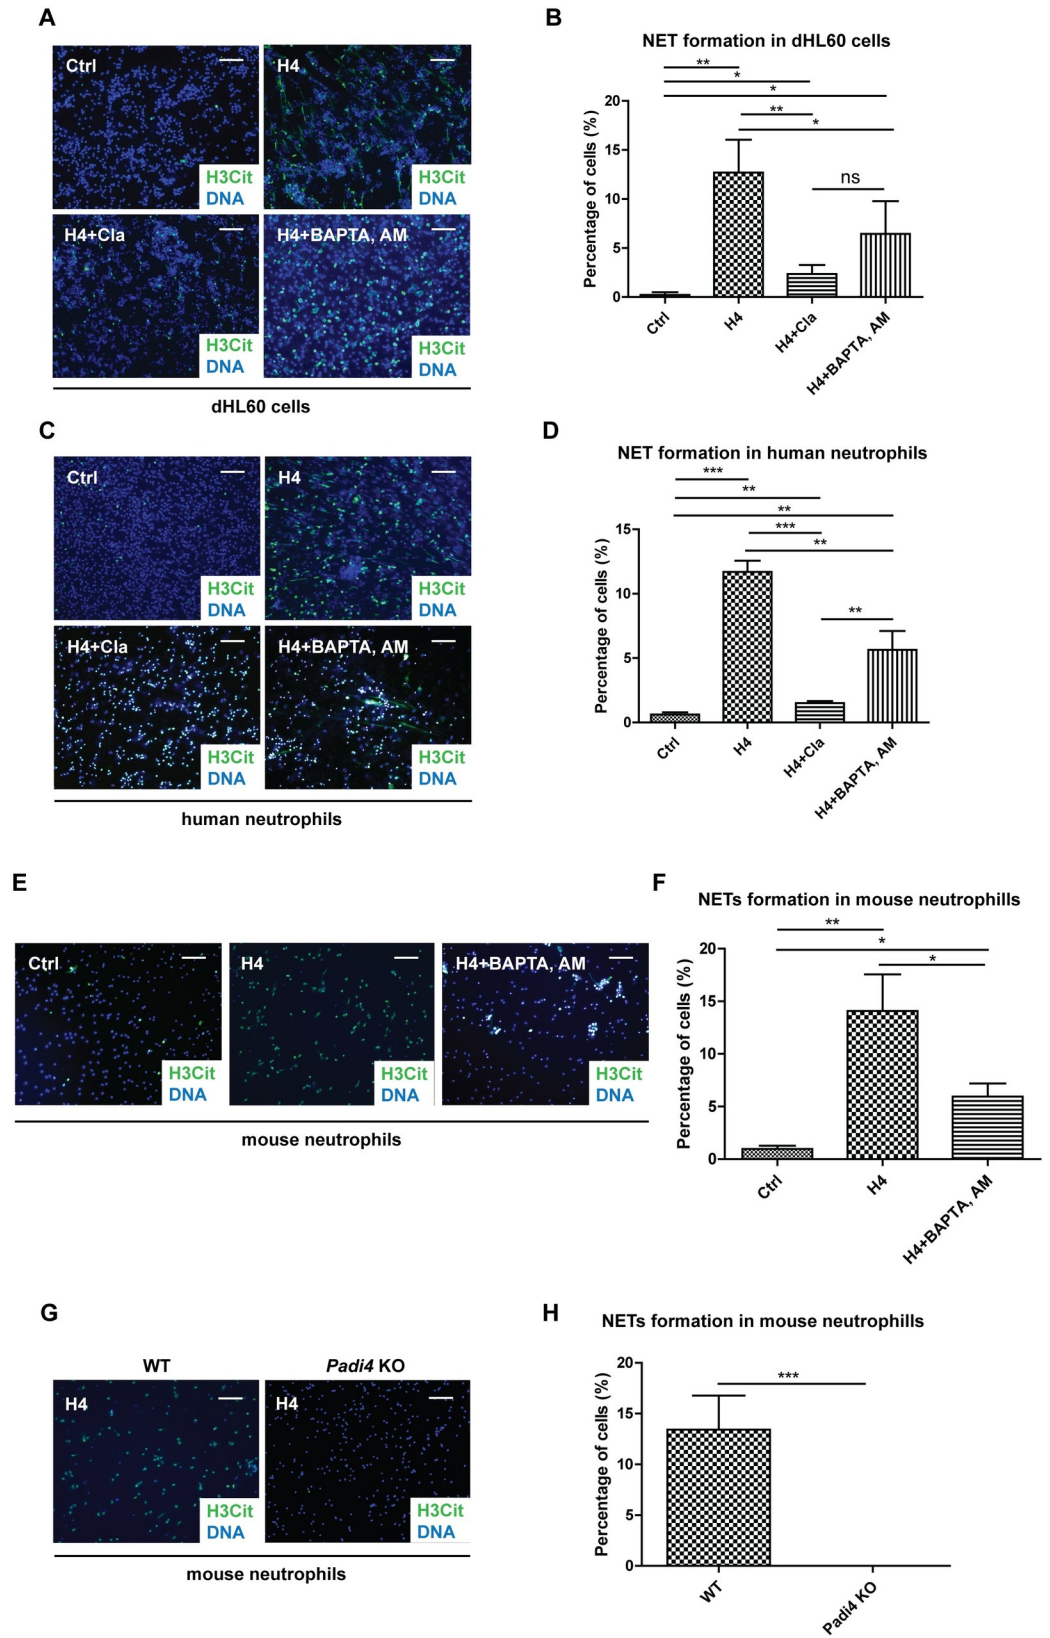 A
Ctrl
H3Cit
DNA
H4
H3Cit
DNA
H4+Cla
H3Cit
DNA
H4+BAPTA, AM
H3Cit
DNA
dHL60 cells
B
NET formation in dHL60 cells
**
*
*
**
*
ns
Percentage of cells (%)
20
15
10
5
0
Ctrl
H4
H4+Cla
H4+BAPTA, AM
C
Ctrl
H3Cit
DNA
H4
H3Cit
DNA
H4+Cla
H3Cit
DNA
H4+BAPTA, AM
H3Cit
DNA
human neutrophils
D
NET formation in human neutrophils
***
**
**
***
**
**
Percentage of cells (%)
15
10
5
0
Ctrl
H4
H4+Cla
H4+BAPTA, AM
E
Ctrl
H3Cit
DNA
H4
H3Cit
DNA
H4+BAPTA, AM
H3Cit
DNA
mouse neutrophils
F
NETs formation in mouse neutrophills
**
*
*
Percentage of cells (%)
20
15
10
5
0
Ctrl
H4
H4+BAPTA, AM
G
WT
Padi4 KO
H4
H3Cit
DNA
H4
H3Cit
DNA
mouse neutrophils
H
NETs formation in mouse neutrophills
***
Percentage of cells (%)
20
15
10
5
0
WT
Padi4 KO